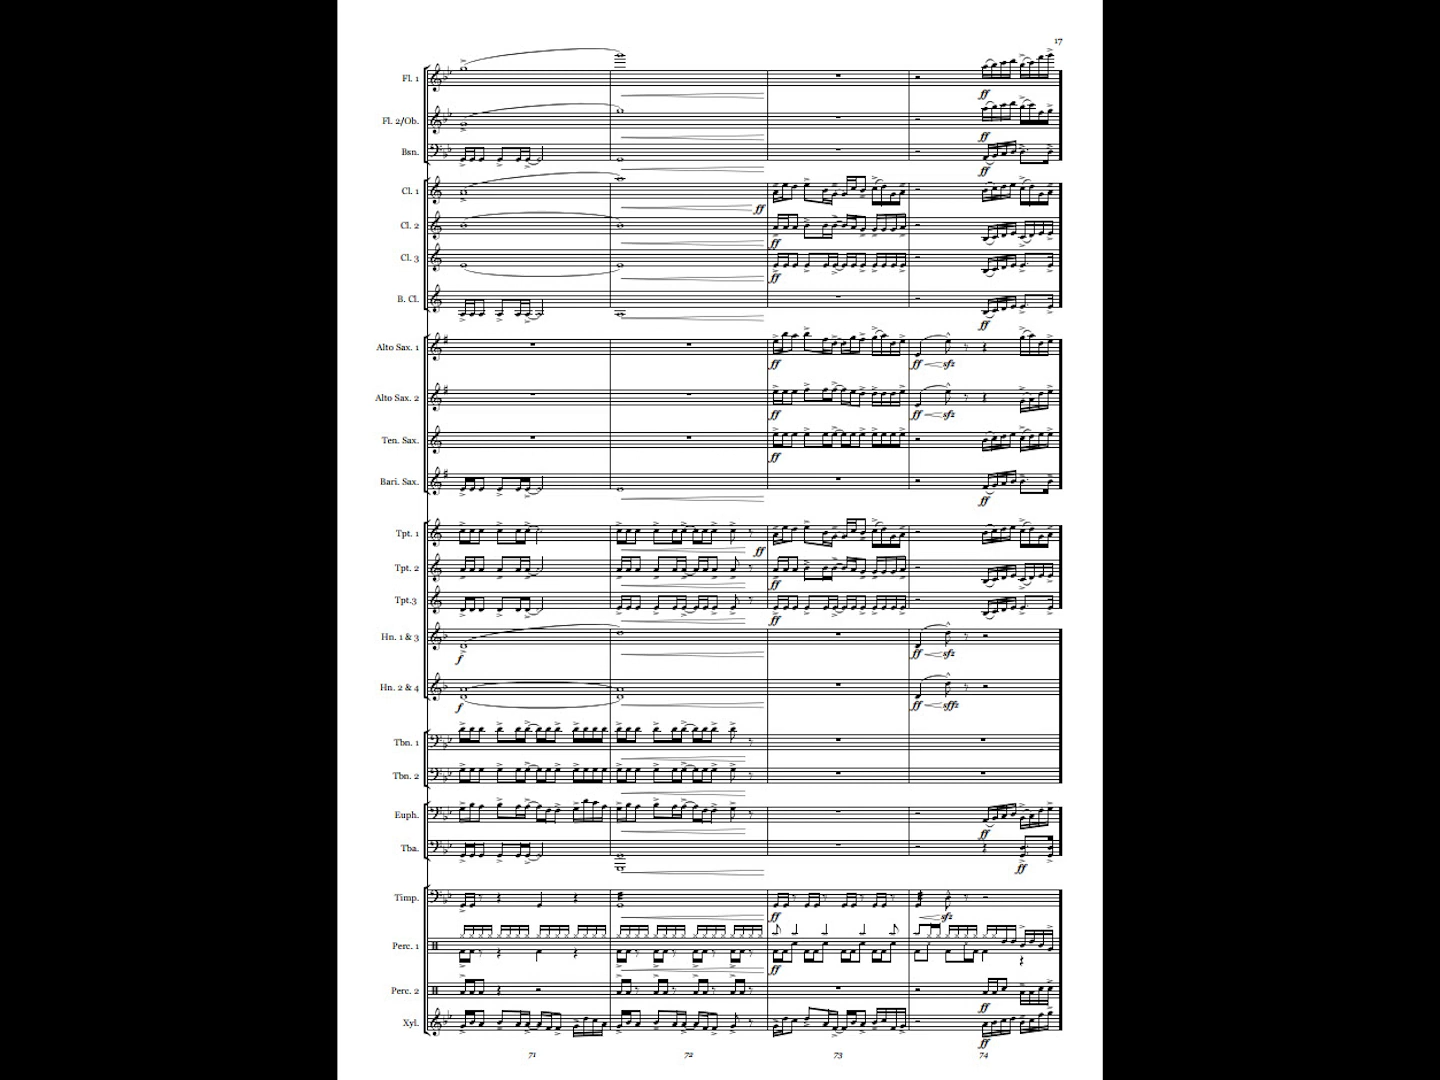 17
Fl. 1
ff
Fl. 2/Ob.
ff
Bsn.
ff
Cl. 1
ff
Cl. 2
ff
Cl. 3
ff
B. Cl.
ff
Alto Sax. 1
ff ff sfz
Alto Sax. 2
ff ff sfz
Ten. Sax.
ff
Bari. Sax.
ff
Tpt. 1
ff
Tpt. 2
ff
Tpt.3
ff
Hn. 1 & 3
f ff sfz
Hn. 2 & 4
f ff sffz
Tbn. 1
Tbn. 2
Euph.
ff
Tba.
ff
Timp.
ff sfz
Perc. 1
ff
Perc. 2
ff
Xyl.
ff
71 72 73 74